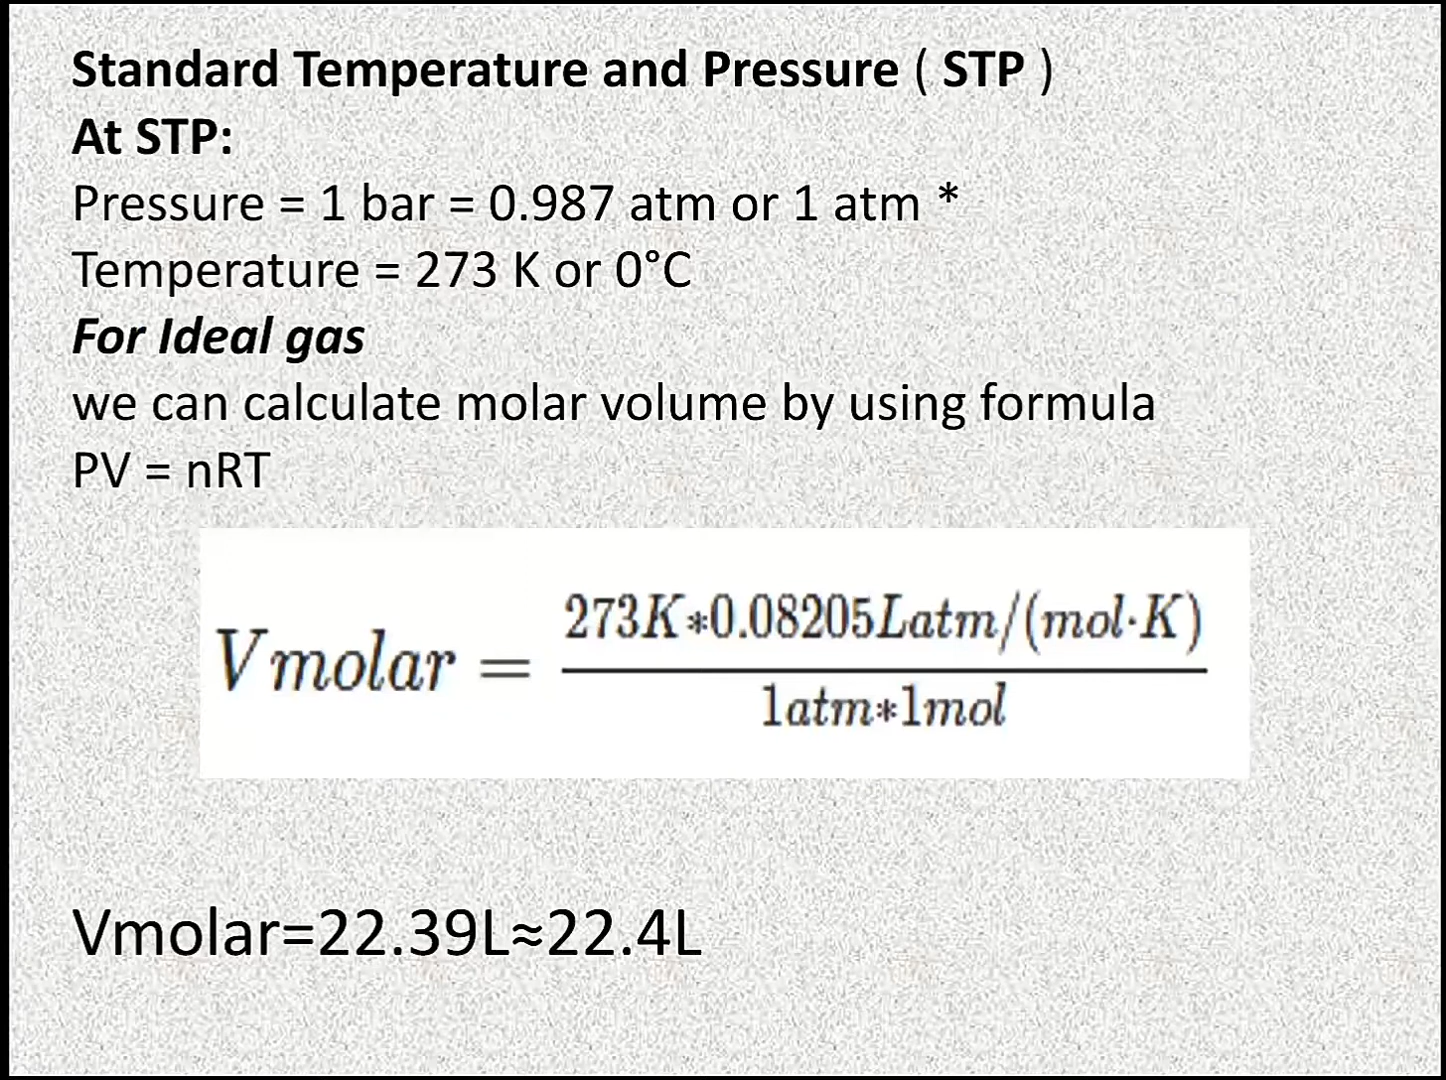 Standard Temperature and Pressure ( STP )
At STP:
Pressure = 1 bar = 0.987 atm or 1 atm *
Temperature = 273 K or 0°C
For Ideal gas
we can calculate molar volume by using formula
PV = nRT
Vmolar = 273K*0.08205Latm/(mol·K)
1atm*1mol
Vmolar=22.39L≈22.4L